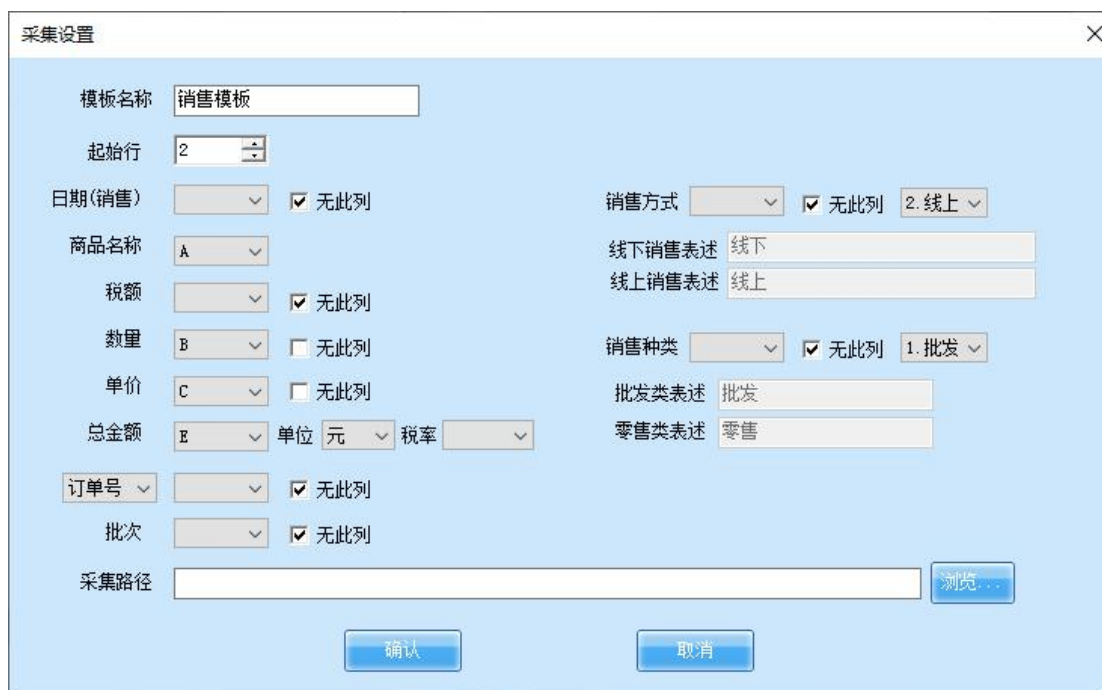 采集设置
模板名称 销售模板
起始行 2
日期(销售) 无此列 销售方式 无此列 2.线上
商品名称 A 线下销售表述 线下
税额 无此列 线上销售表述 线上
数量 B 无此列 销售种类 无此列 1.批发
单价 C 无此列 批发类表述 批发
总金额 E 单位 元 税率 零售类表述 零售
订单号 无此列
批次 无此列
采集路径 浏览...
确认 取消